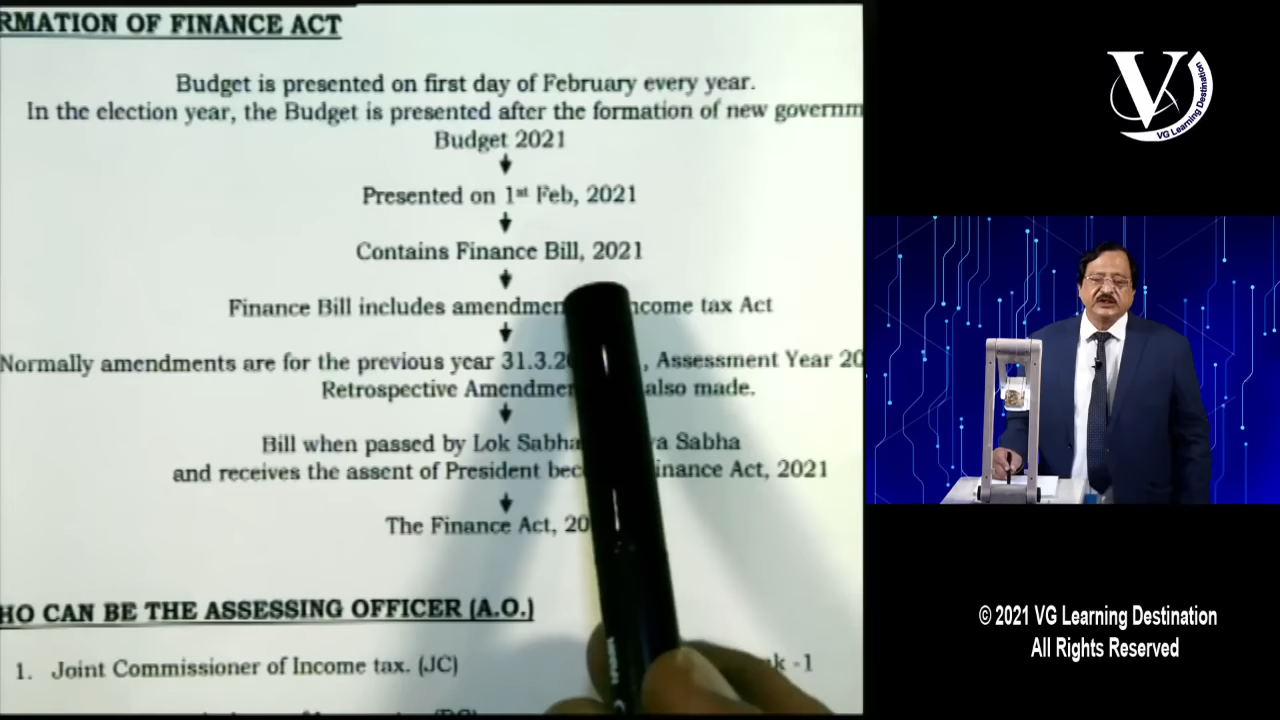 RMATION OF FINANCE ACT
Budget is presented on first day of February every year.
In the election year, the Budget is presented after the formation of new governm
Budget 2021
Presented on 1st Feb, 2021
Contains Finance Bill, 2021
Finance Bill includes amendmen ncome tax Act
Normally amendments are for the previous year 31.3.2 , Assessment Year 20
Retrospective Amendmen also made.
Bill when passed by Lok Sabha a Sabha
and receives the assent of President bec inance Act, 2021
The Finance Act, 20
HO CAN BE THE ASSESSING OFFICER (A.O.)
1. Joint Commissioner of Income tax. (JC) k -1
V
VG Learning Destination
© 2021 VG Learning Destination
All Rights Reserved